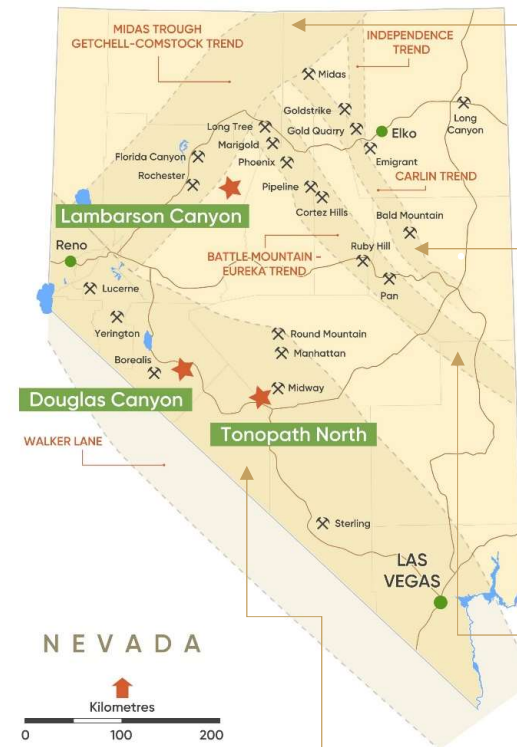 MIDAS TROUGH
GETCHELL-COMSTOCK TREND
INDEPENDENCE
TREND
Midas
Goldstrike
Long
Canyon
Long Tree
Gold Quarry
Elko
Marigold
Florida Canyon
Phoenix
Emigrant
Rochester
Pipeline
CARLIN TREND
Cortez Hills
Lambarson Canyon
Bald Mountain
Reno
Ruby Hill
BATTLE-MOUNTAIN -
EUREKA TREND
Pan
Lucerne
Yerington
Round Mountain
Manhattan
Borealis
Midway
Douglas Canyon
Tonopath North
WALKER LANE
Sterling
LAS
VEGAS
NEVADA
Kilometres
0 100 200